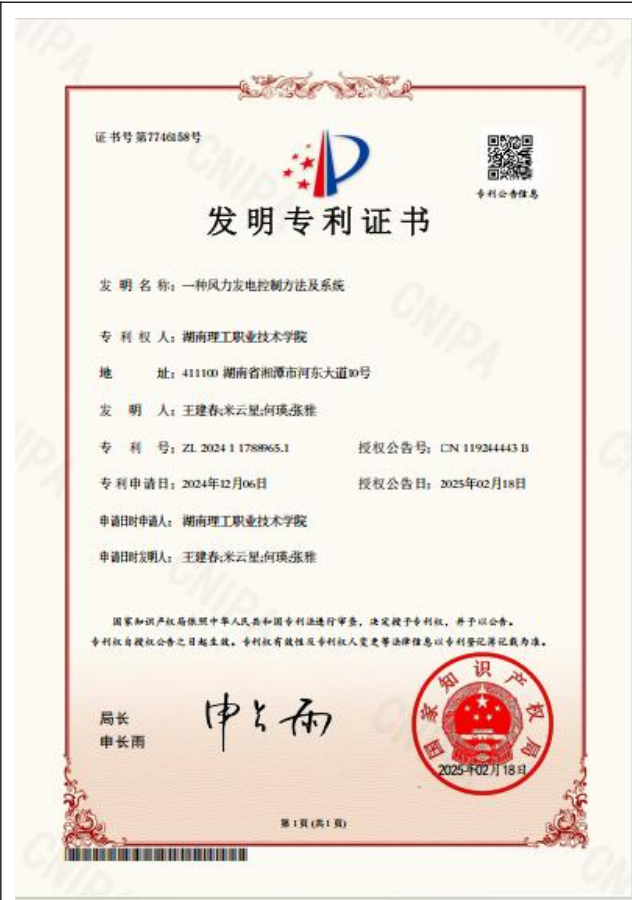 证书号第7746158号
专利公告信息
发明专利证书
发 明 名 称：一种风力发电控制方法及系统
专 利 权 人：湖南理工职业技术学院
地 址：411100 湖南省湘潭市河东大道10号
发 明 人：王建春;米云星;何瑛;张雅
专 利 号：ZL 2024 1 1788965.1 授权公告号：CN 119244443 B
专利申请日：2024年12月06日 授权公告日：2025年02月18日
申请日时申请人：湖南理工职业技术学院
申请日时发明人：王建春;米云星;何瑛;张雅
国家知识产权局依照中华人民共和国专利法进行审查，决定授予专利权，并予以公告。
专利权自授权公告之日起生效。专利权有效性及专利权人变更等法律信息以专利登记簿记载为准。
局长
申长雨
申长雨
国家知识产权局
2025年02月18日
第 1 页 (共 1 页)
CNIPA